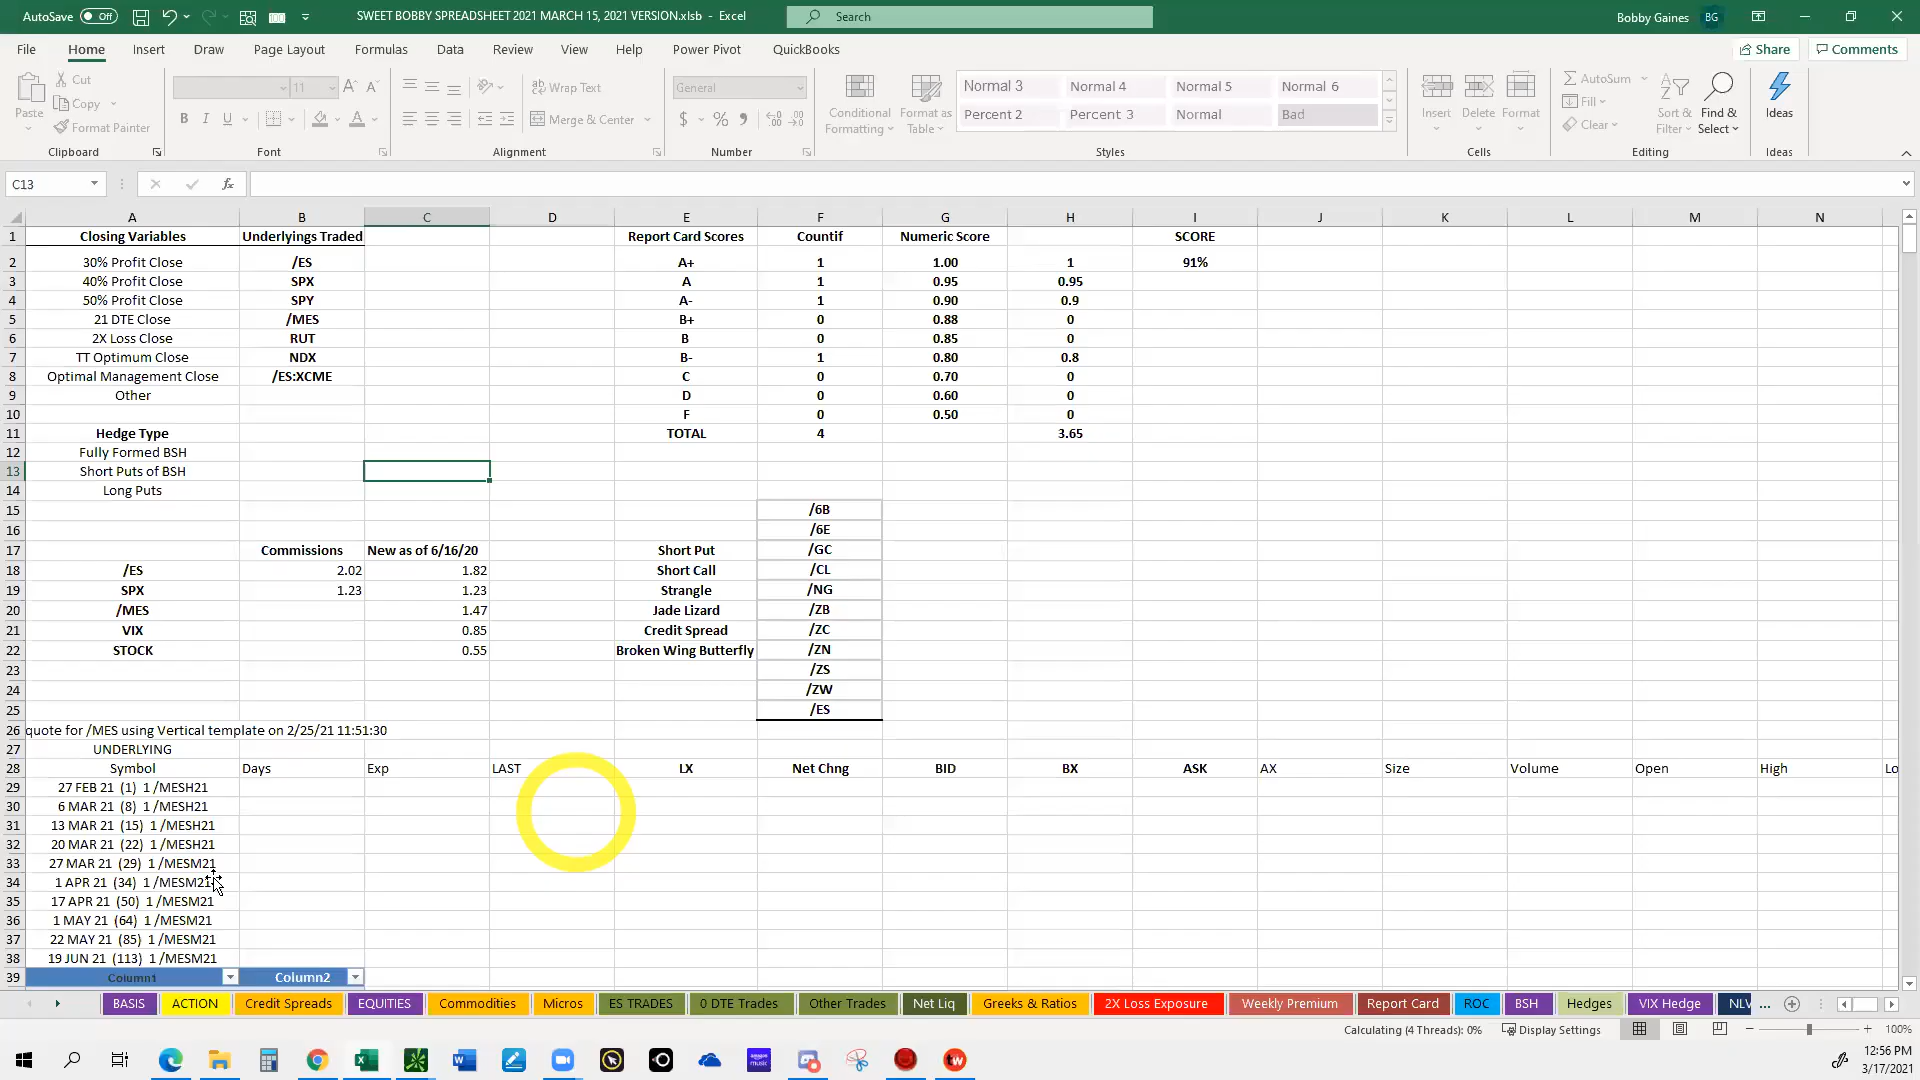 AutoSave Off SWEET BOBBY SPREADSHEET 2021 MARCH 15, 2021 VERSION.xlsb - Excel Search Bobby Gaines BG
File Home Insert Draw Page Layout Formulas Data Review View Help Power Pivot QuickBooks Share Comments
Cut 11 Wrap Text General Normal 3 Normal 4 Normal 5 Normal 6 AutoSum
Paste Copy Conditional Formatting Format as Table Insert Delete Format Fill Sort & Filter Find & Select Ideas
Format Painter B I U Merge & Center $ % Percent 2 Percent 3 Normal Bad Clear
Clipboard Font Alignment Number Styles Cells Editing Ideas
C13 fx
A B C D E F G H I J K L M N
1 Closing Variables Underlyings Traded Report Card Scores Countif Numeric Score SCORE
2 30% Profit Close /ES A+ 1 1.00 1 91%
3 40% Profit Close SPX A 1 0.95 0.95
4 50% Profit Close SPY A- 1 0.90 0.9
5 21 DTE Close /MES B+ 0 0.88 0
6 2X Loss Close RUT B 0 0.85 0
7 TT Optimum Close NDX B- 1 0.80 0.8
8 Optimal Management Close /ES:XCME C 0 0.70 0
9 Other D 0 0.60 0
10 F 0 0.50 0
11 Hedge Type TOTAL 4 3.65
12 Fully Formed BSH
13 Short Puts of BSH
14 Long Puts
15 /6B
16 /6E
17 Commissions New as of 6/16/20 Short Put /GC
18 /ES 2.02 1.82 Short Call /CL
19 SPX 1.23 1.23 Strangle /NG
20 /MES 1.47 Jade Lizard /ZB
21 VIX 0.85 Credit Spread /ZC
22 STOCK 0.55 Broken Wing Butterfly /ZN
23 /ZS
24 /ZW
25 /ES
26 quote for /MES using Vertical template on 2/25/21 11:51:30
27 UNDERLYING
28 Symbol Days Exp LAST LX Net Chng BID BX ASK AX Size Volume Open High Lo
29 27 FEB 21 (1) 1 /MESH21
30 6 MAR 21 (8) 1 /MESH21
31 13 MAR 21 (15) 1 /MESH21
32 20 MAR 21 (22) 1 /MESH21
33 27 MAR 21 (29) 1 /MESM21
34 1 APR 21 (34) 1 /MESM21
35 17 APR 21 (50) 1 /MESM21
36 1 MAY 21 (64) 1 /MESM21
37 22 MAY 21 (85) 1 /MESM21
38 19 JUN 21 (113) 1 /MESM21
39 Column1 Column2
BASIS ACTION Credit Spreads EQUITIES Commodities Micros ES TRADES 0 DTE Trades Other Trades Net Liq Greeks & Ratios 2X Loss Exposure Weekly Premium Report Card ROC BSH Hedges VIX Hedge NLV ...
Calculating (4 Threads): 0% Display Settings 100%
12:56 PM
3/17/2021